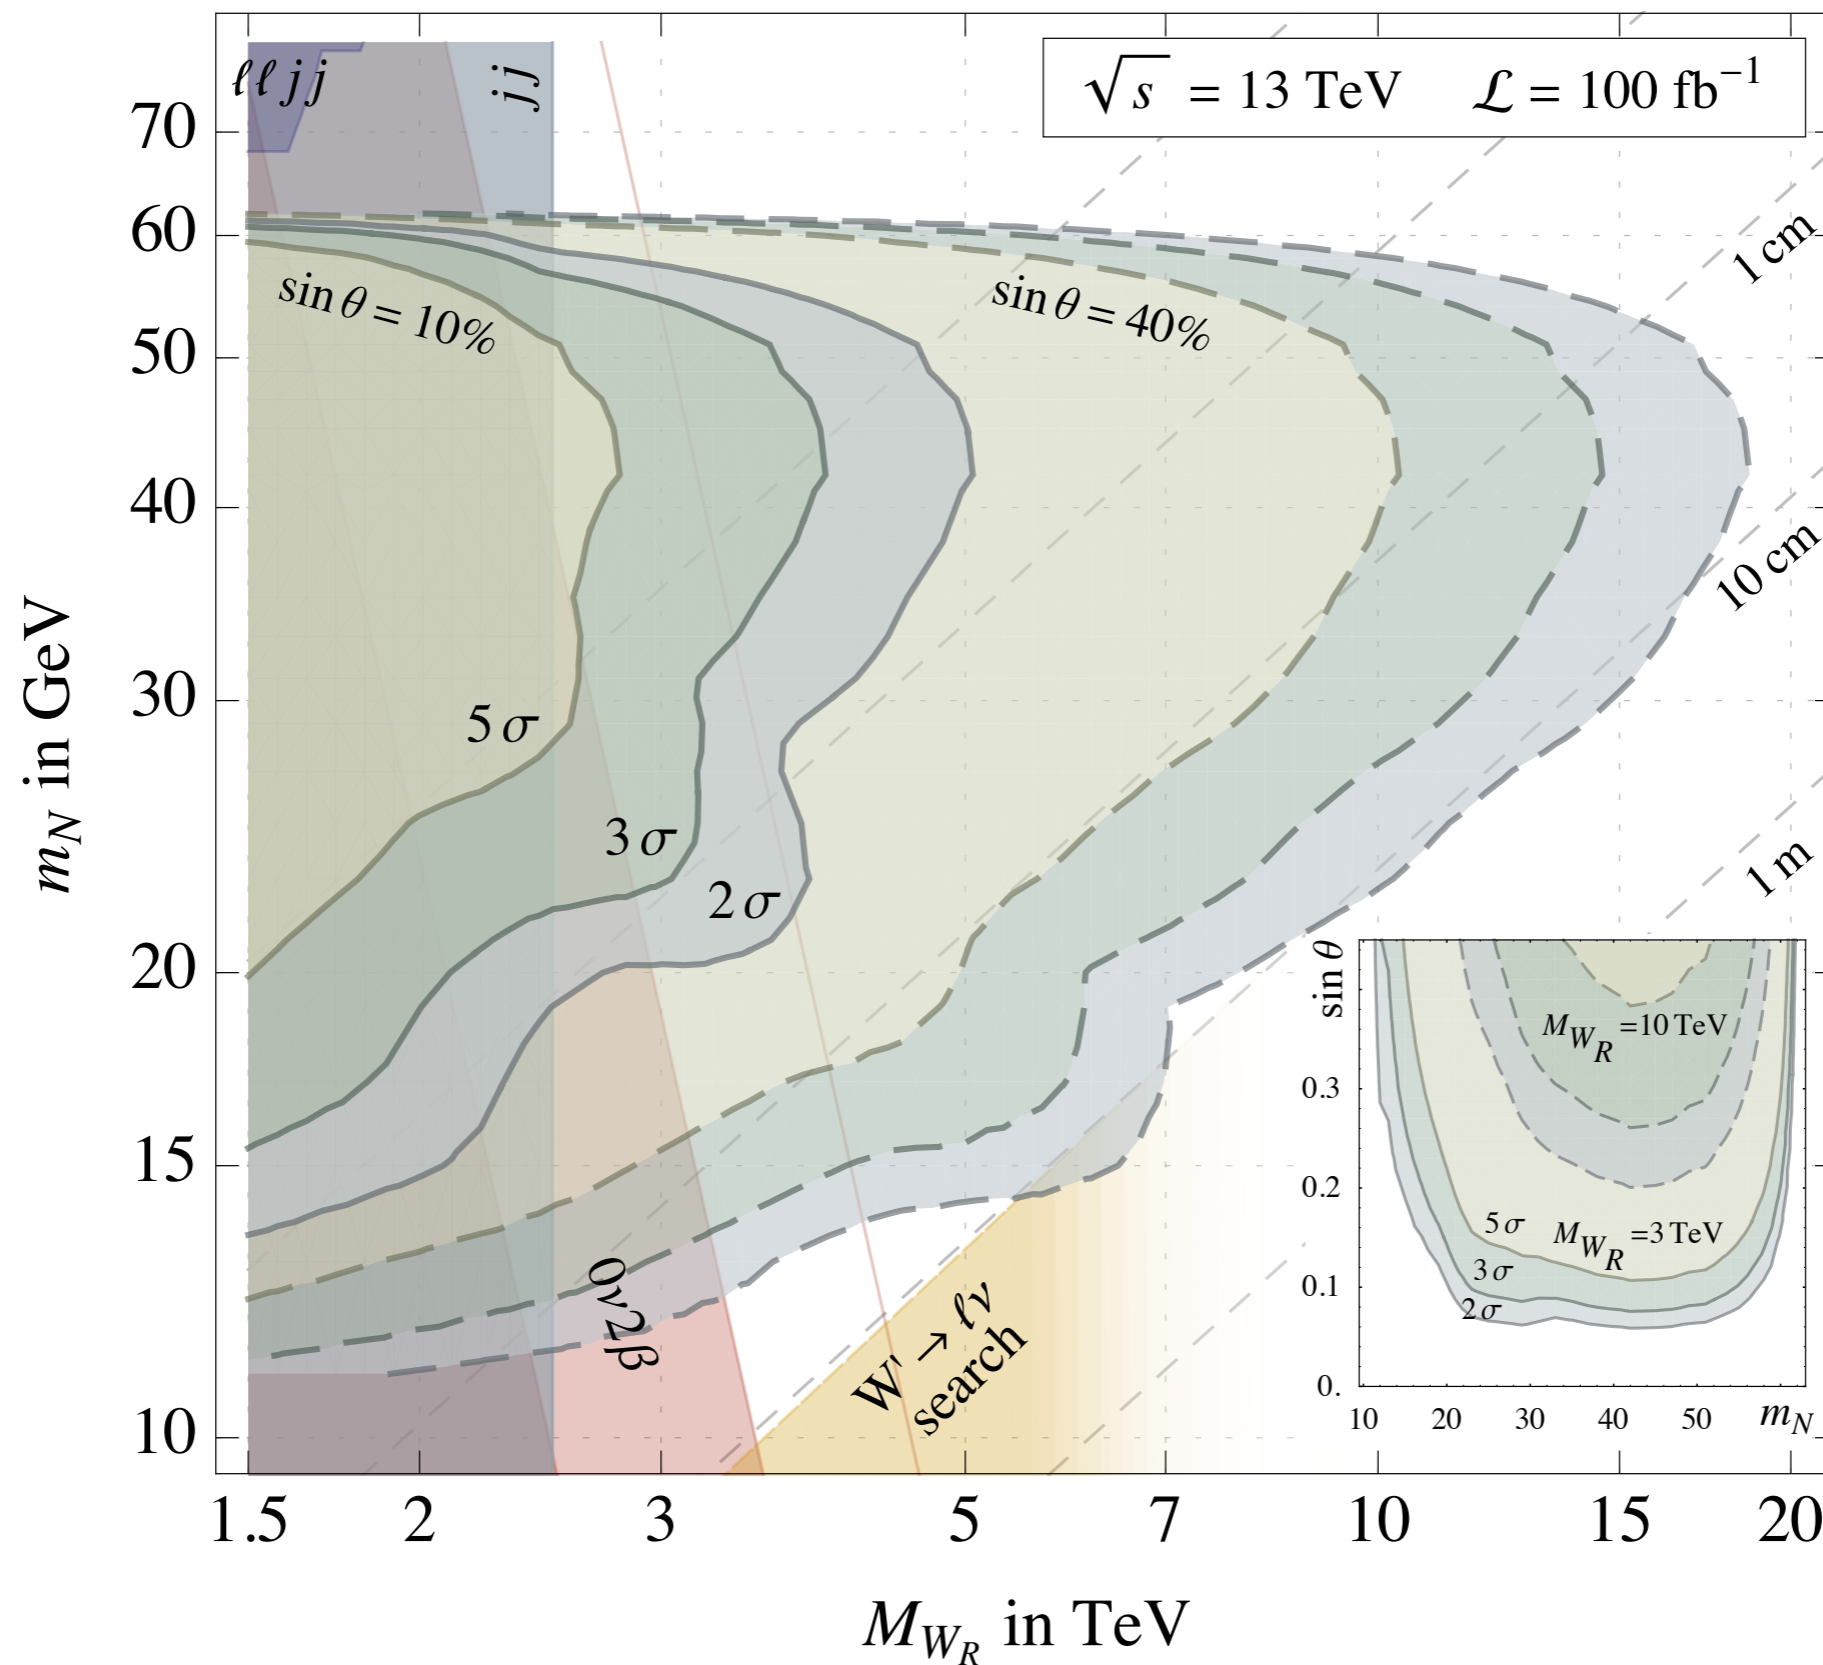 √s = 13 TeV ℒ = 100 fb⁻¹
ℓℓjj
jj
70
60
50
40
30
20
15
10
m_N in GeV
sin θ = 10%
sin θ = 40%
1 cm
10 cm
1 m
5σ
3σ
2σ
0ν2β
W' → ℓν
search
sin θ
0.3
0.2
0.1
0.
M_{W_R} =10 TeV
M_{W_R} =3 TeV
5σ
3σ
2σ
10 20 30 40 50 m_N
1.5 2 3 5 7 10 15 20
M_{W_R} in TeV